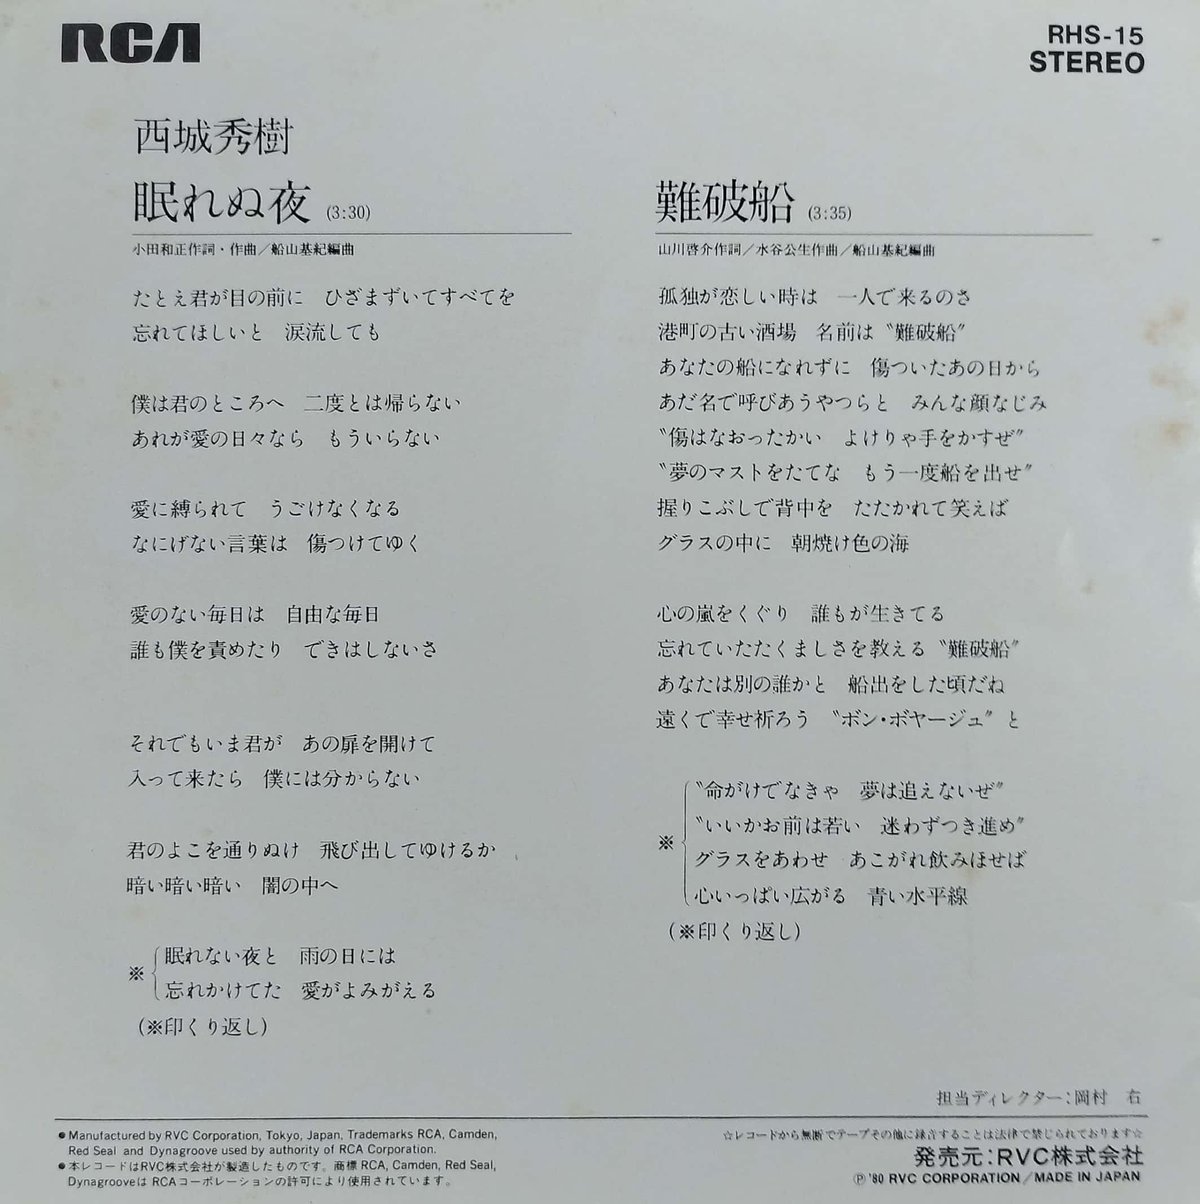 RCA
RHS-15
STEREO
西城秀樹
眠れぬ夜 (3:30)
小田和正作詞・作曲／船山基紀編曲
たとえ君が目の前に　ひざまずいてすべてを
忘れてほしいと　涙流しても
僕は君のところへ　二度とは帰らない
あれが愛の日々なら　もういらない
愛に縛られて　うごけなくなる
なにげない言葉は　傷つけてゆく
愛のない毎日は　自由な毎日
誰も僕を責めたり　できはしないさ
それでもいま君が　あの扉を開けて
入って来たら　僕には分からない
君のよこを通りぬけ　飛び出してゆけるか
暗い暗い暗い　闇の中へ
※
眠れない夜と　雨の日には
忘れかけてた　愛がよみがえる
（※印くり返し）
難破船 (3:35)
山川啓介作詞／水谷公生作曲／船山基紀編曲
孤独が恋しい時は　一人で来るのさ
港町の古い酒場　名前は〝難破船〞
あなたの船になれずに　傷ついたあの日から
あだ名で呼びあうやつらと　みんな顔なじみ
〝傷はなおったかい　よけりゃ手をかすぜ〞
〝夢のマストをたてな　もう一度船を出せ〞
握りこぶしで背中を　たたかれて笑えば
グラスの中に　朝焼け色の海
心の嵐をくぐり　誰もが生きてる
忘れていたたくましさを教える〝難破船〞
あなたは別の誰かと　船出をした頃だね
遠くで幸せ祈ろう　〝ボン・ボヤージュ〞と
※
〝命がけでなきゃ　夢は追えないぜ〞
〝いいかお前は若い　迷わずつき進め〞
グラスをあわせ　あこがれ飲みほせば
心いっぱい広がる　青い水平線
（※印くり返し）
担当ディレクター：岡村　右
●Manufactured by RVC Corporation, Tokyo, Japan. Trademarks RCA, Camden,
Red Seal and Dynagroove used by authority of RCA Corporation.
●本レコードはRVC株式会社が製造したものです。商標 RCA, Camden, Red Seal,
Dynagrooveは RCAコーポレーションの許可により使用されています。
☆レコードから無断でテープその他に録音することは法律で禁じられております☆
発売元：RVC株式会社
Ⓟ '80 RVC CORPORATION／MADE IN JAPAN